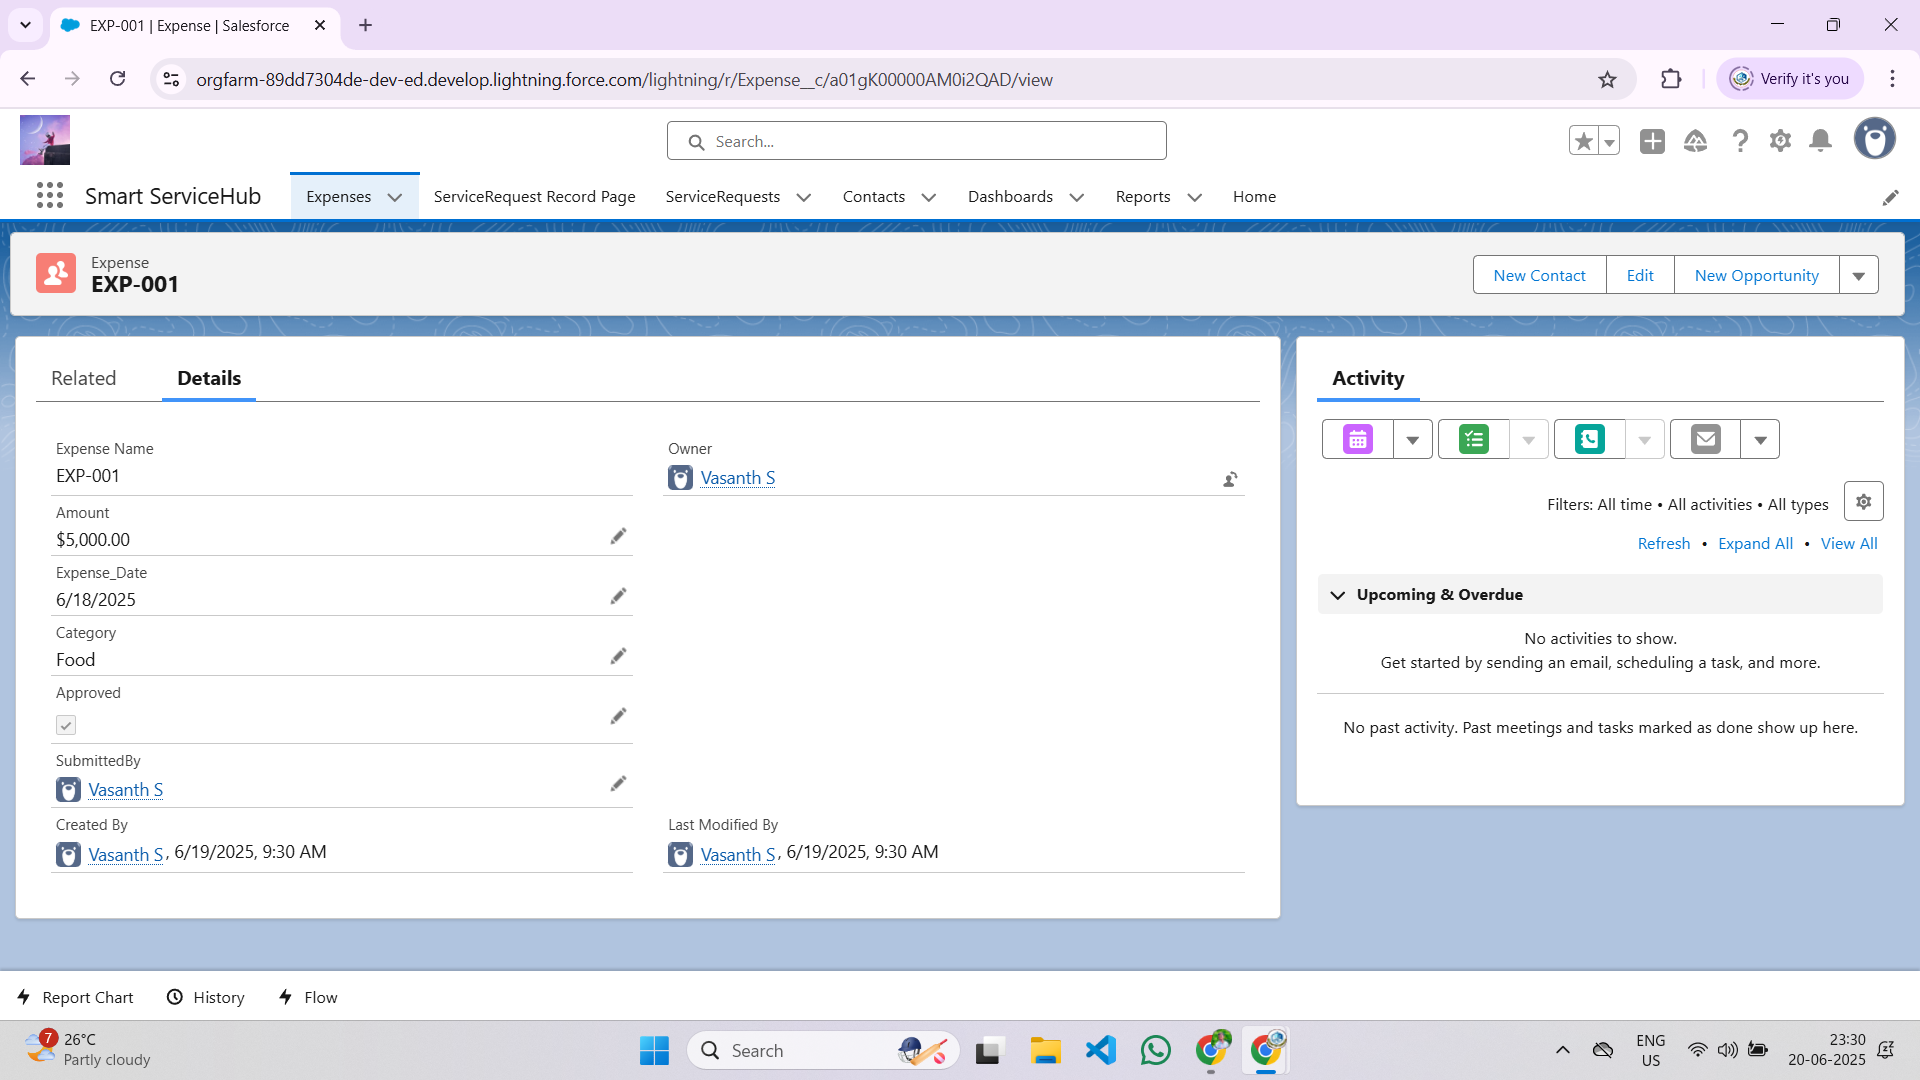 EXP-001 | Expense | Salesforce
orgfarm-89dd7304de-dev-ed.develop.lightning.force.com/lightning/r/Expense__c/a01gK00000AM0i2QAD/view
Verify it's you
Search...
Smart ServiceHub
Expenses
ServiceRequest Record Page
ServiceRequests
Contacts
Dashboards
Reports
Home
Expense
EXP-001
New Contact
Edit
New Opportunity
Related
Details
Expense Name
EXP-001
Owner
Vasanth S
Amount
$5,000.00
Expense_Date
6/18/2025
Category
Food
Approved
SubmittedBy
Vasanth S
Created By
Vasanth S, 6/19/2025, 9:30 AM
Last Modified By
Vasanth S, 6/19/2025, 9:30 AM
Activity
Filters: All time • All activities • All types
Refresh • Expand All • View All
Upcoming & Overdue
No activities to show.
Get started by sending an email, scheduling a task, and more.
No past activity. Past meetings and tasks marked as done show up here.
Report Chart
History
Flow
7
26°C
Partly cloudy
Search
ENG
US
23:30
20-06-2025